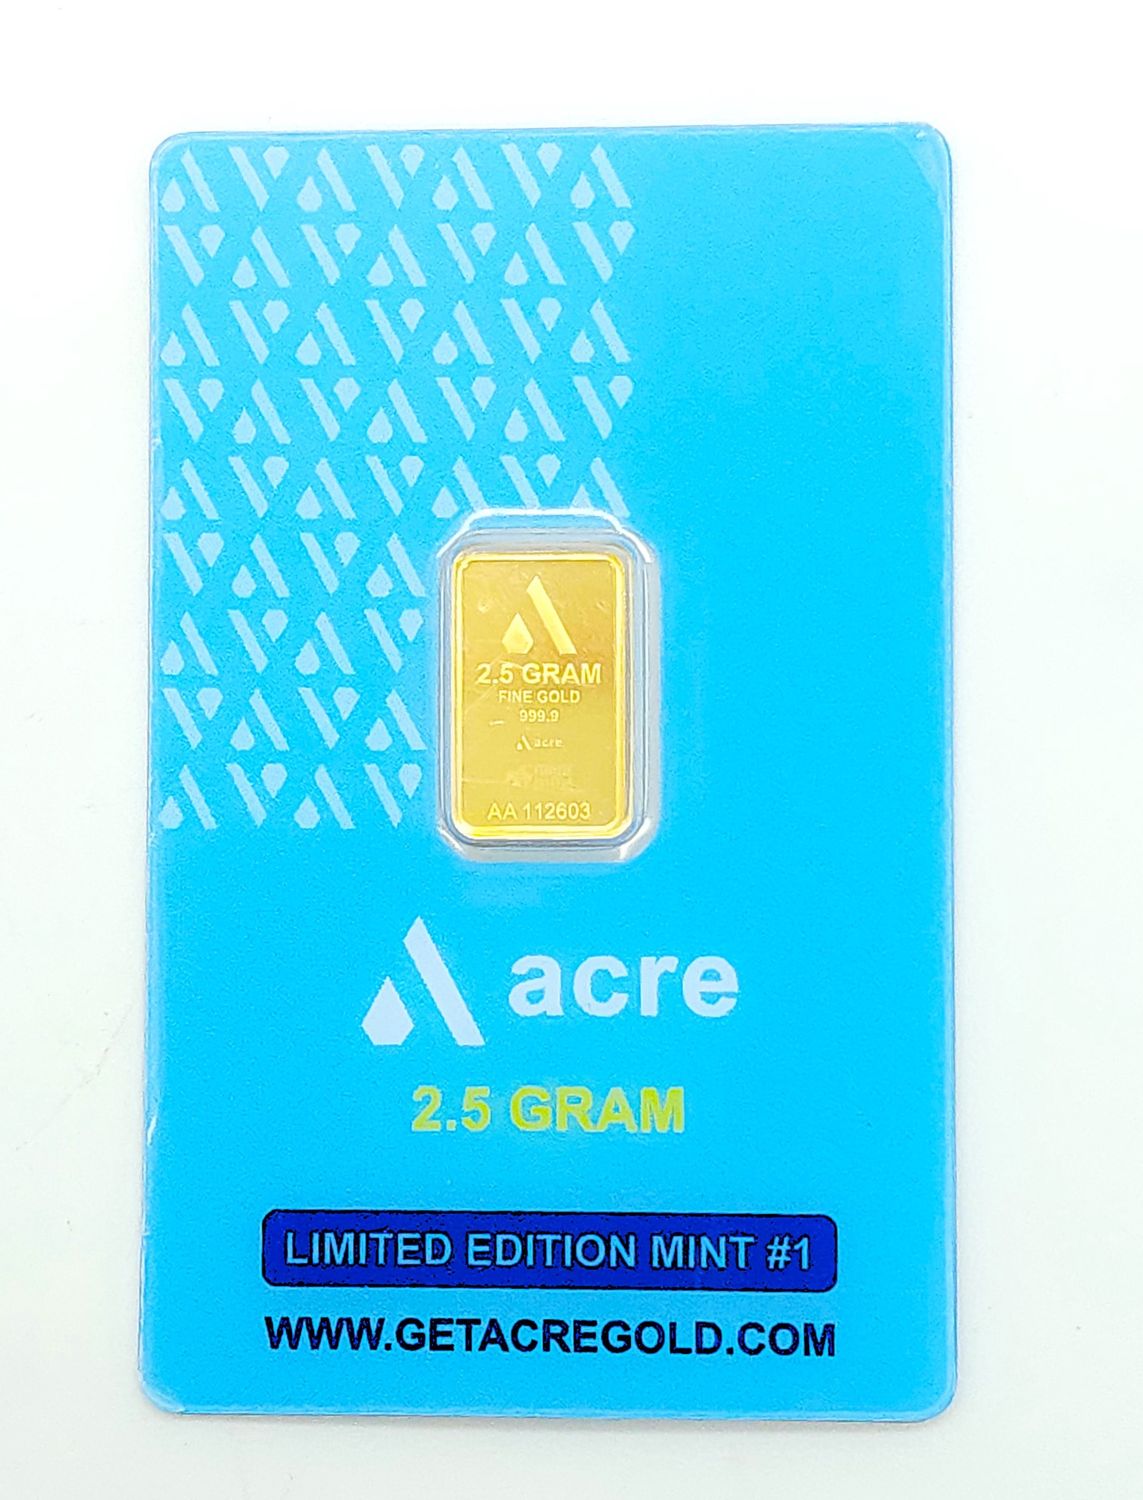 2.5 GRAM
FINE GOLD
999.9
acre
AA 112603
acre
2.5 GRAM
LIMITED EDITION MINT #1
WWW.GETACREGOLD.COM